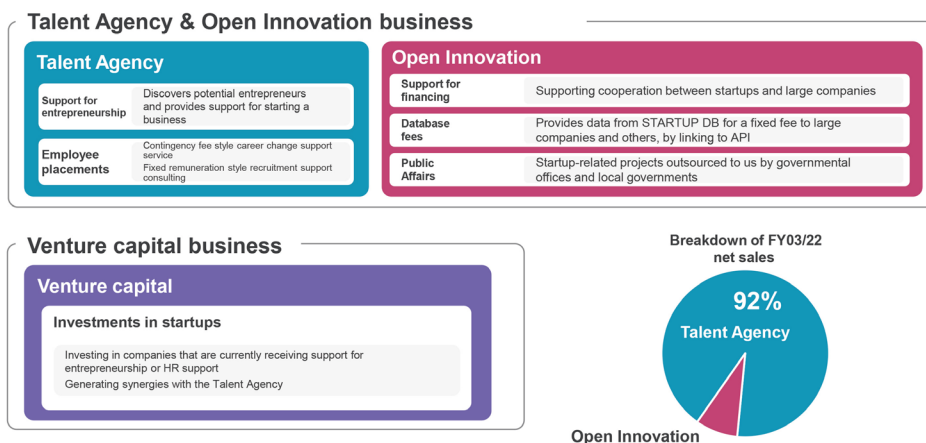 Talent Agency & Open Innovation business
Talent Agency
Support for
entrepreneurship
Discovers potential entrepreneurs
and provides support for starting a
business
Employee
placements
Contingency fee style career change support
service
Fixed remuneration style recruitment support
consulting
Open Innovation
Support for
financing
Supporting cooperation between startups and large companies
Database
fees
Provides data from STARTUP DB for a fixed fee to large
companies and others, by linking to API
Public
Affairs
Startup-related projects outsourced to us by governmental
offices and local governments
Venture capital business
Venture capital
Investments in startups
Investing in companies that are currently receiving support for
entrepreneurship or HR support
Generating synergies with the Talent Agency
Breakdown of FY03/22
net sales
92%
Talent Agency
Open Innovation